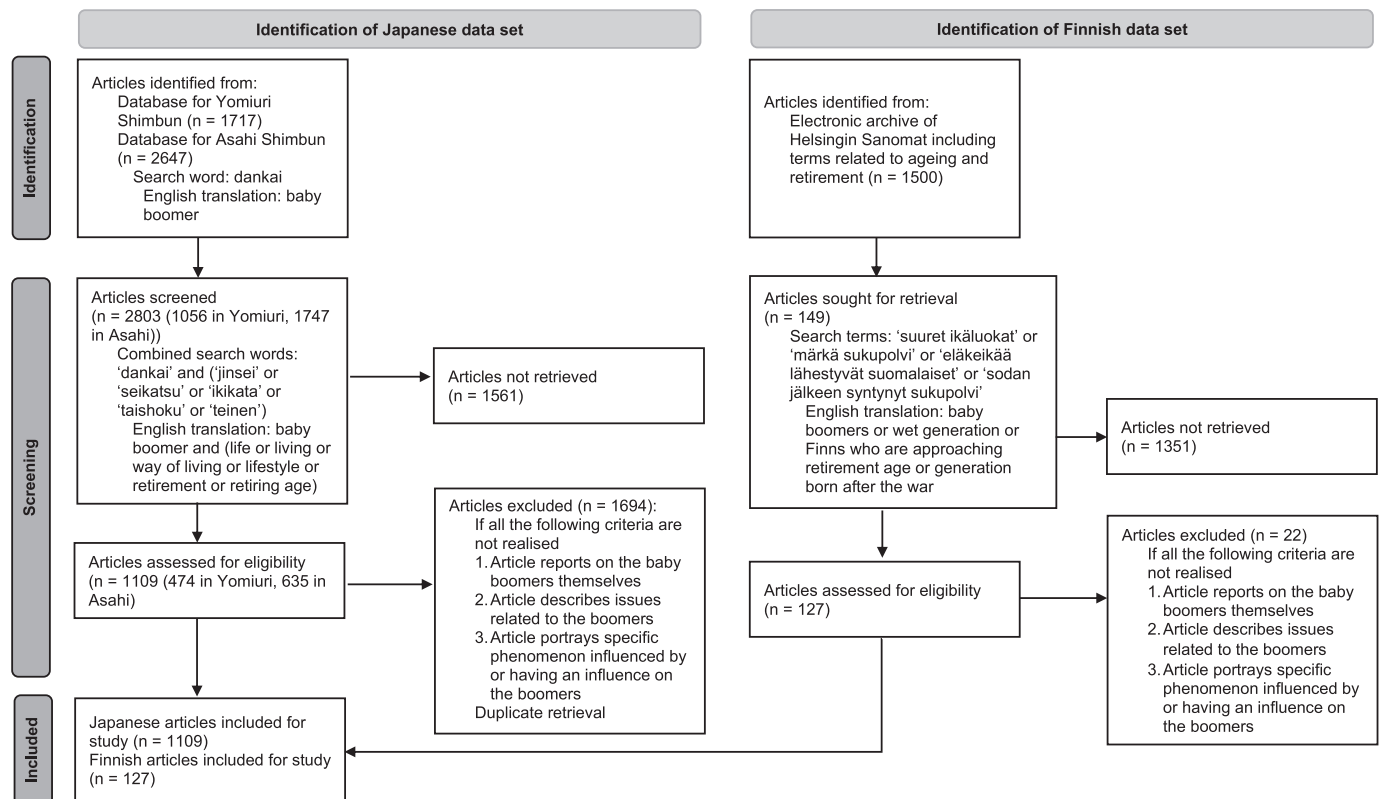 Identification of Japanese data set
Identification of Finnish data set
Identification
Articles identified from:
Database for Yomiuri
Shimbun (n = 1717)
Database for Asahi Shimbun
(n = 2647)
Search word: dankai
English translation: baby
boomer
Articles identified from:
Electronic archive of
Helsingin Sanomat including
terms related to ageing and
retirement (n = 1500)
Screening
Articles screened
(n = 2803 (1056 in Yomiuri, 1747
in Asahi))
Combined search words:
‘dankai’ and (‘jinsei’ or
‘seikatsu’ or ‘ikikata’ or
‘taishoku’ or ‘teinen’)
English translation: baby
boomer and (life or living or
way of living or lifestyle or
retirement or retiring age)
Articles not retrieved
(n = 1561)
Articles sought for retrieval
(n = 149)
Search terms: ‘suuret ikäluokat’ or
‘märkä sukupolvi’ or ‘eläkeikää
lähestyvät suomalaiset’ or ‘sodan
jälkeen syntynyt sukupolvi’
English translation: baby
boomers or wet generation or
Finns who are approaching
retirement age or generation
born after the war
Articles not retrieved
(n = 1351)
Articles assessed for eligibility
(n = 1109 (474 in Yomiuri, 635 in
Asahi)
Articles excluded (n = 1694):
If all the following criteria are
not realised
1. Article reports on the baby
boomers themselves
2. Article describes issues
related to the boomers
3. Article portrays specific
phenomenon influenced by
or having an influence on
the boomers
Duplicate retrieval
Articles assessed for eligibility
(n = 127)
Articles excluded (n = 22)
If all the following criteria are
not realised
1. Article reports on the baby
boomers themselves
2. Article describes issues
related to the boomers
3. Article portrays specific
phenomenon influenced by
or having an influence on
the boomers
Included
Japanese articles included for
study (n = 1109)
Finnish articles included for study
(n = 127)